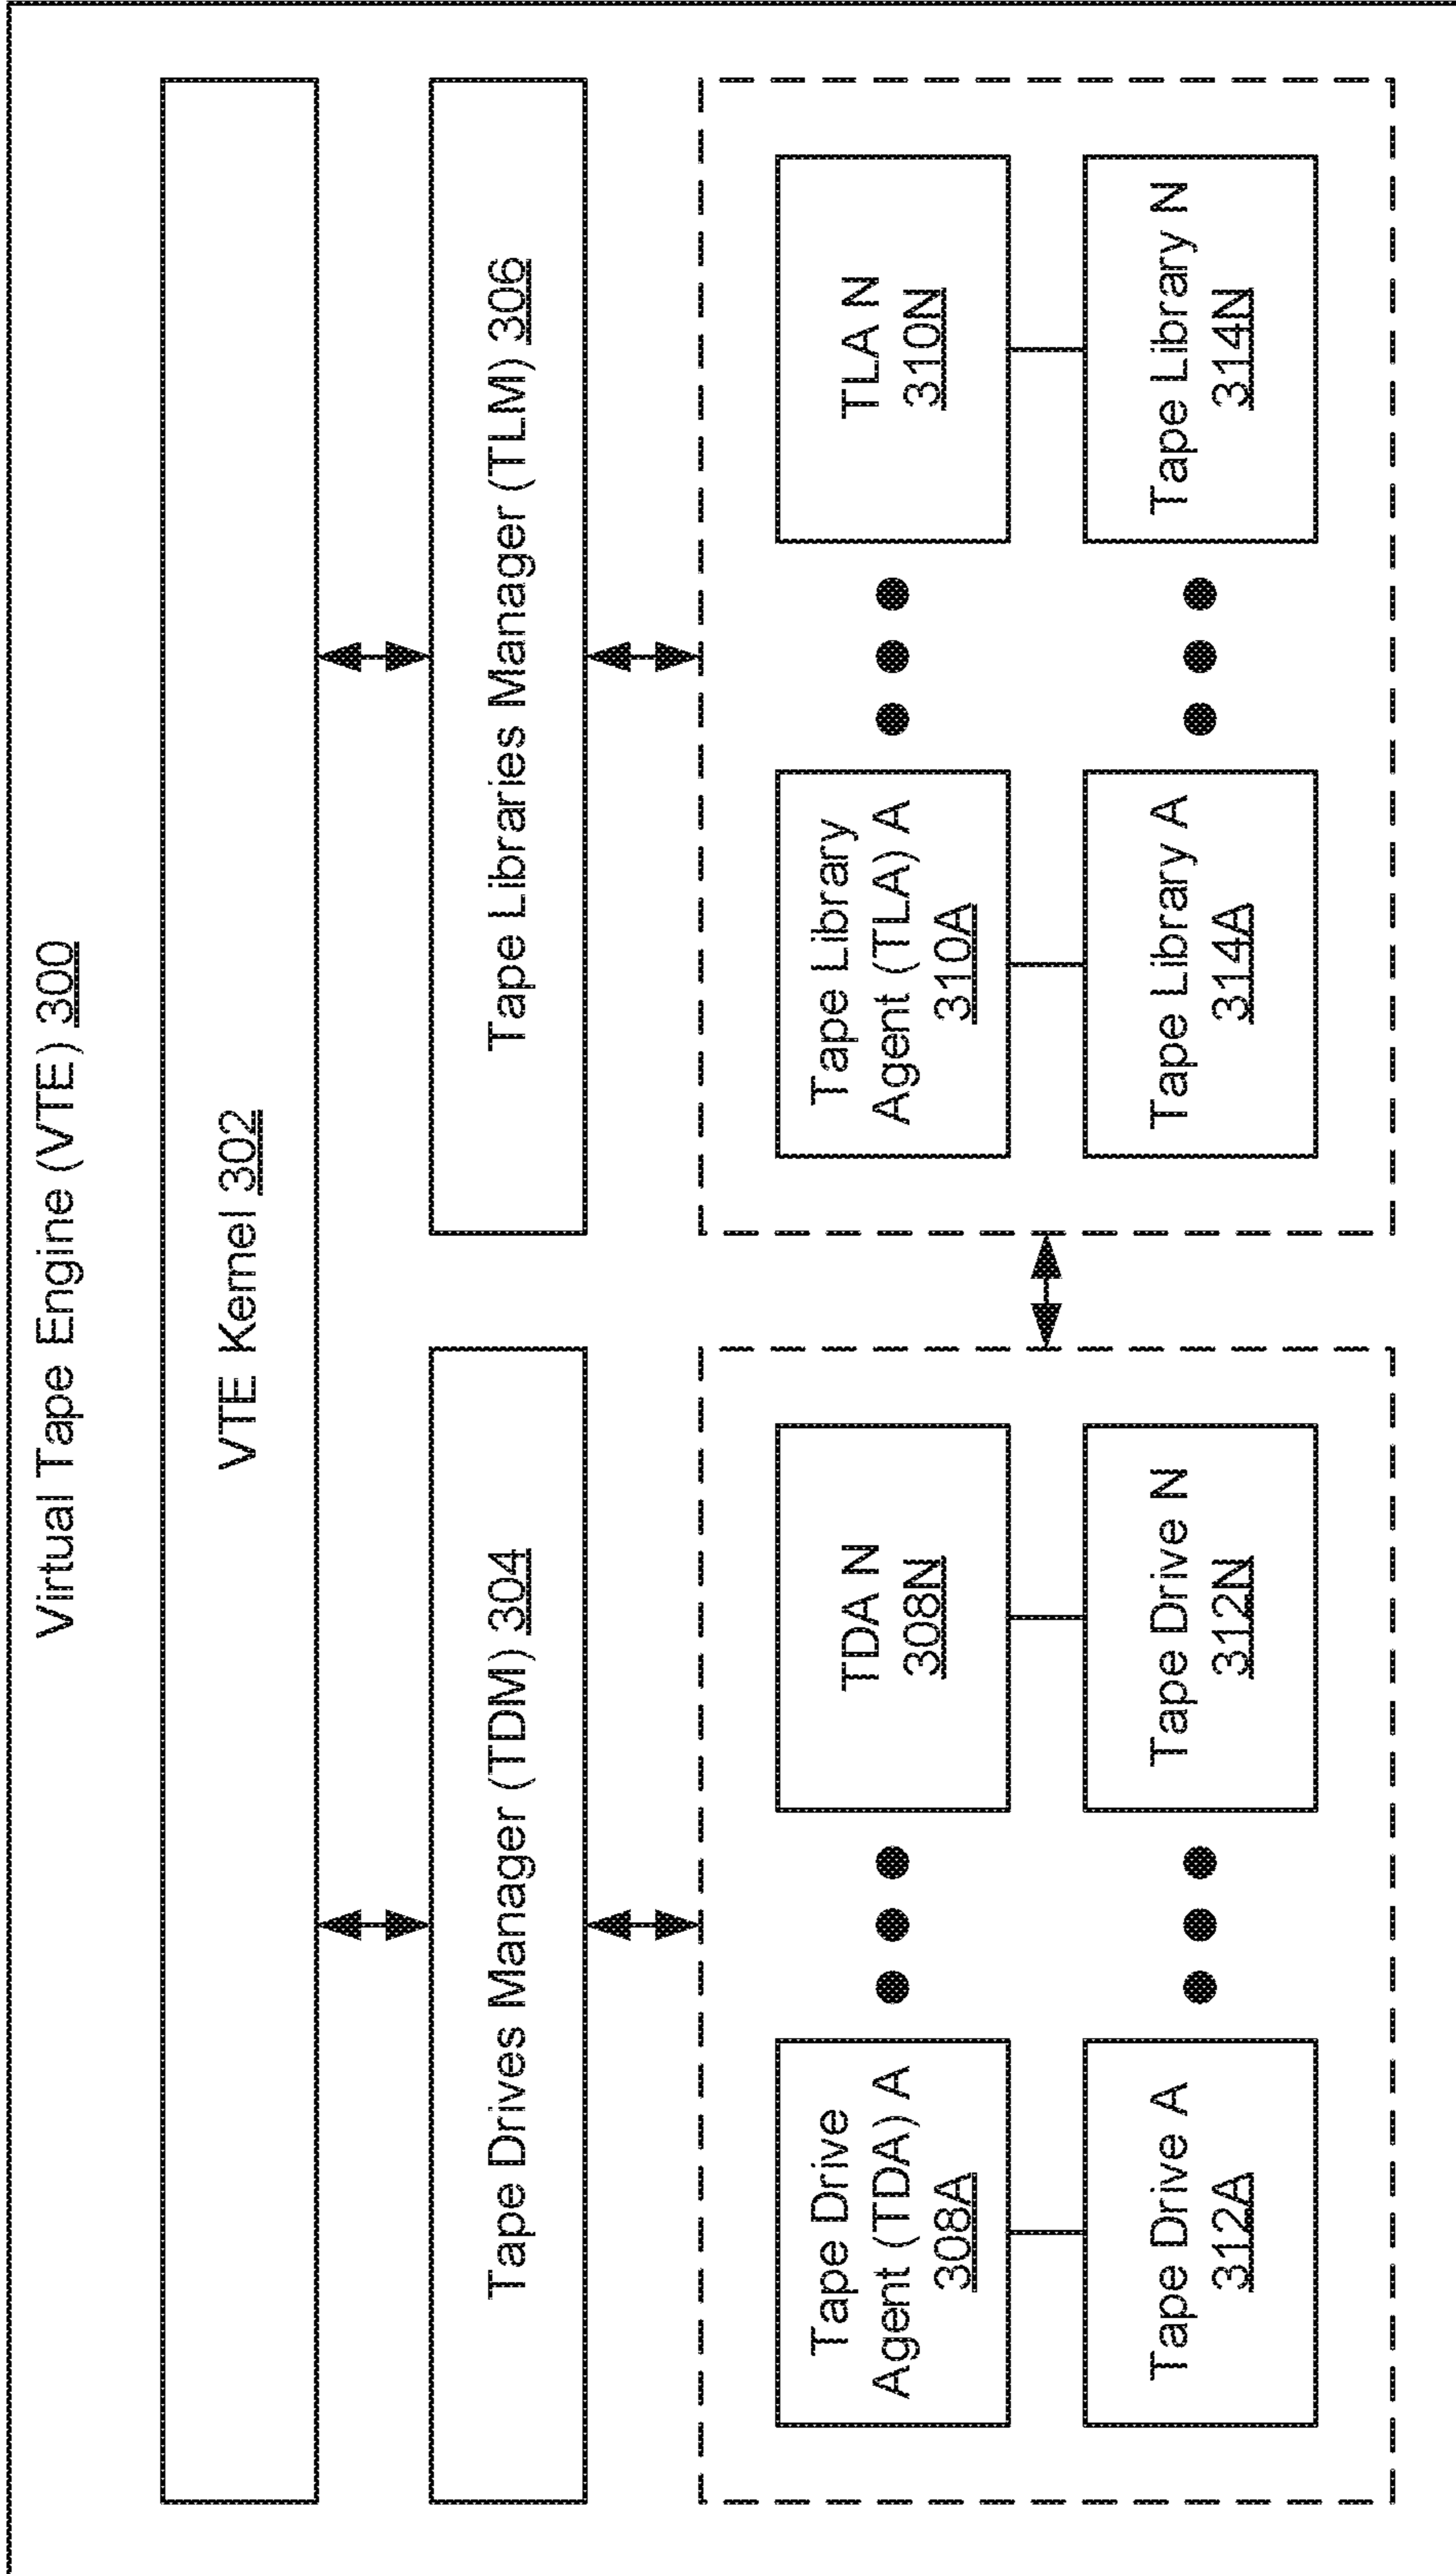 Virtual Tape Engine (VTE) 300
VTE Kernel 302
Tape Drives Manager (TDM) 304
Tape Libraries Manager (TLM) 306
Tape Drive
Agent (TDA) A
308A
TDA N
308N
Tape Library
Agent (TLA) A
310A
TLA N
310N
Tape Drive A
312A
Tape Drive N
312N
Tape Library A
314A
Tape Library N
314N